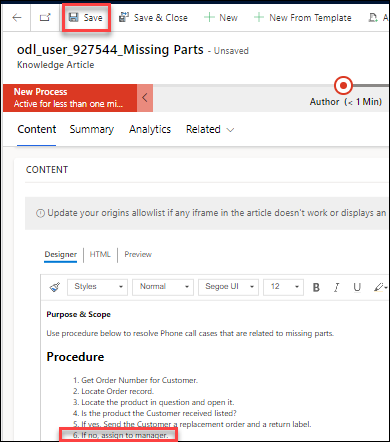 Save
Save & Close
New
New From Template
odl_user_927544_Missing Parts - Unsaved
Knowledge Article
New Process
Active for less than one mi...
Author (< 1 Min)
Content
Summary
Analytics
Related
CONTENT
Update your origins allowlist if any iframe in the article doesn't work or displays an
Designer
HTML
Preview
Styles
Normal
Segoe UI
12
B
I
U
Purpose & Scope
Use procedure below to resolve Phone call cases that are related to missing parts.
Procedure
1. Get Order Number for Customer.
2. Locate Order record.
3. Locate the product in question and open it.
4. Is the product the Customer received listed?
5. If yes, Send the Customer a replacement order and a return label.
6. If no, assign to manager.